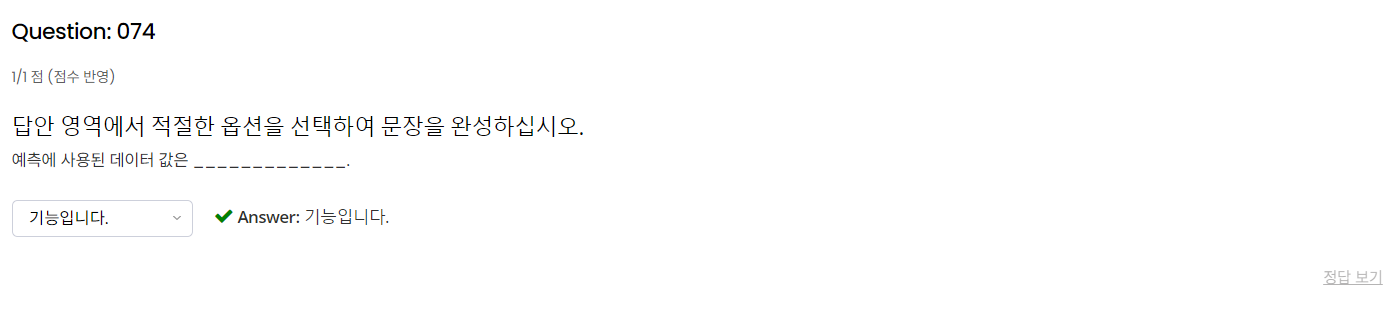 Question: 074
1/1 점 (점수 반영)
답안 영역에서 적절한 옵션을 선택하여 문장을 완성하십시오.
예측에 사용된 데이터 값은 _____________.
기능입니다. Answer: 기능입니다.
정답 보기